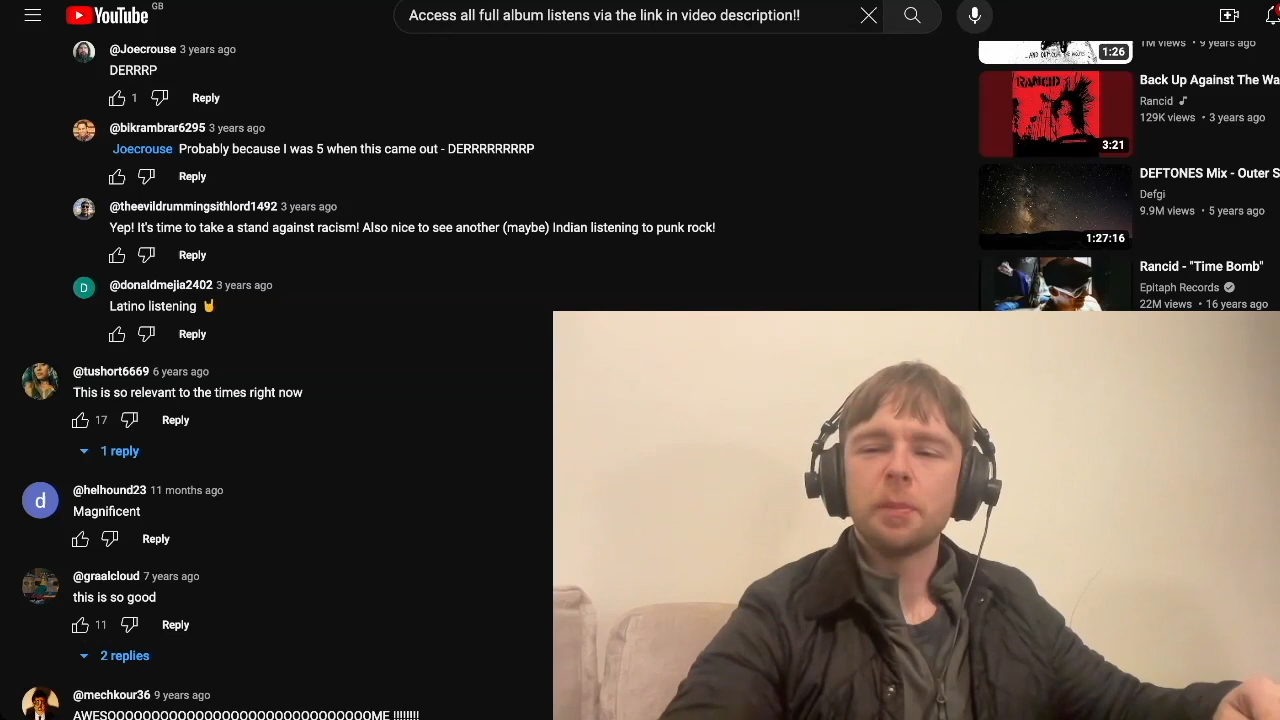 YouTube GB
Access all full album listens via the link in video description!!
@Joecrouse 3 years ago
DERRRP
1 Reply
@bikrambrar6295 3 years ago
Joecrouse Probably because I was 5 when this came out - DERRRRRRRRP
Reply
@theevildrummingsithlord1492 3 years ago
Yep! It's time to take a stand against racism! Also nice to see another (maybe) Indian listening to punk rock!
Reply
D
@donaldmejia2402 3 years ago
Latino listening 🤘
Reply
@tushort6669 6 years ago
This is so relevant to the times right now
17 Reply
1 reply
d
@helhound23 11 months ago
Magnificent
Reply
@graalcloud 7 years ago
this is so good
11 Reply
2 replies
@mechkour36 9 years ago
AWESOOOOOOOOOOOOOOOOOOOOOOOOOOOOOME !!!!!!!!
1M views • 9 years ago
1:26
RANCID
Back Up Against The Wa
Rancid
129K views • 3 years ago
3:21
DEFTONES Mix - Outer S
Defgi
9.9M views • 5 years ago
1:27:16
Rancid - "Time Bomb"
Epitaph Records
22M views • 16 years ago